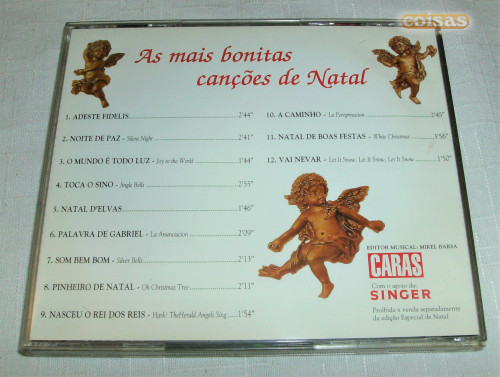 coisas
As mais bonitas
canções de Natal
1. ADESTE FIDELIS 2'44"
2. NOITE DE PAZ - Silent Night 2'41"
3. O MUNDO É TODO LUZ - Joy to the World 1'44"
4. TOCA O SINO - Jingle Bells 2'55"
5. NATAL D'ELVAS 1'46"
6. PALAVRA DE GABRIEL - La Anunciacion 2'09"
7. SOM BEM BOM - Silver Bells 2'13"
8. PINHEIRO DE NATAL - Oh Christmas Tree 2'11"
9. NASCEU O REI DOS REIS - Hark! TheHerald Angels Sing 1'54"
10. A CAMINHO - La Peregrinacion 1'45"
11. NATAL DE BOAS FESTAS - White Christmas 3'56"
12. VAI NEVAR - Let It Snow, Let It Snow, Let It Snow 1'50"
EDITOR MUSICAL: MIKEL BARSA
CARAS
Com o apoio de
SINGER
Proibida a venda separadamente
da edição Especial de Natal